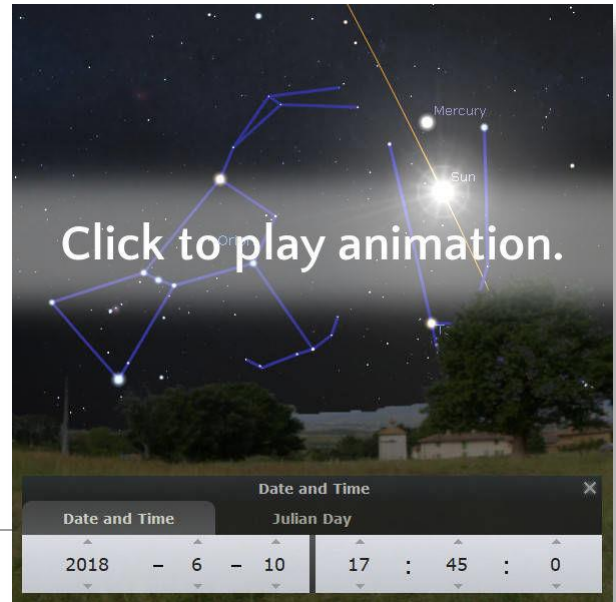 Mercury
Sun
Click to play animation.
T
Date and Time
Date and Time Julian Day
2018 - 6 - 10 17 : 45 : 0